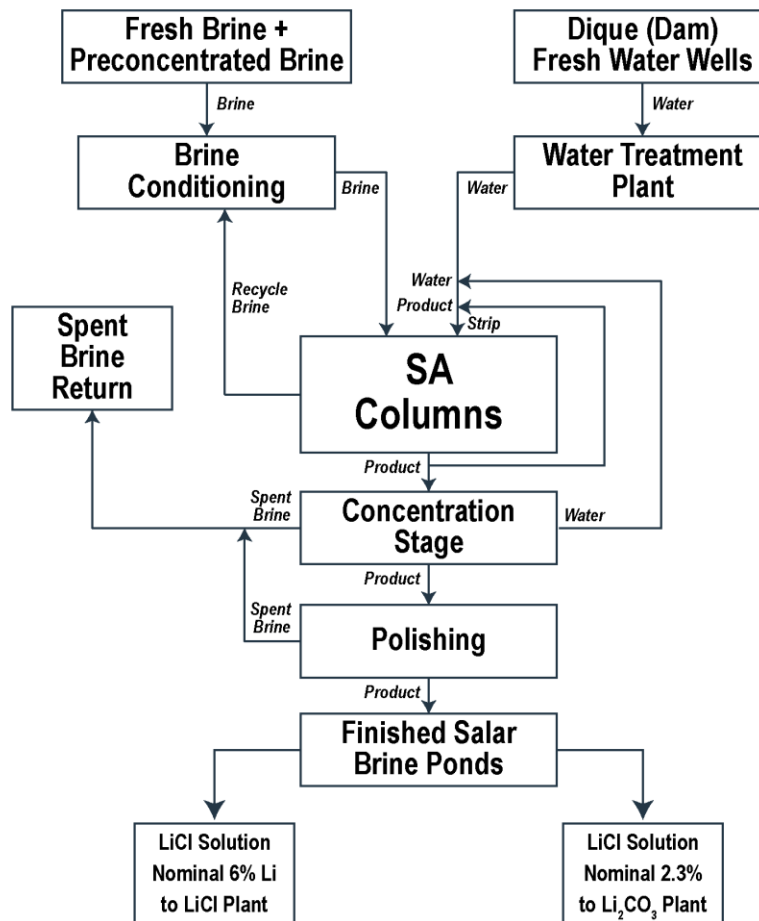 Fresh Brine +
Preconcentrated Brine
Dique (Dam)
Fresh Water Wells
Brine
Water
Brine
Conditioning
Water Treatment
Plant
Brine
Water
Recycle
Brine
Water
Product
Strip
Spent
Brine
Return
SA
Columns
Product
Spent
Brine
Concentration
Stage
Water
Product
Spent
Brine
Polishing
Product
Finished Salar
Brine Ponds
LiCl Solution
Nominal 6% Li
to LiCl Plant
LiCl Solution
Nominal 2.3%
to Li₂CO₃ Plant